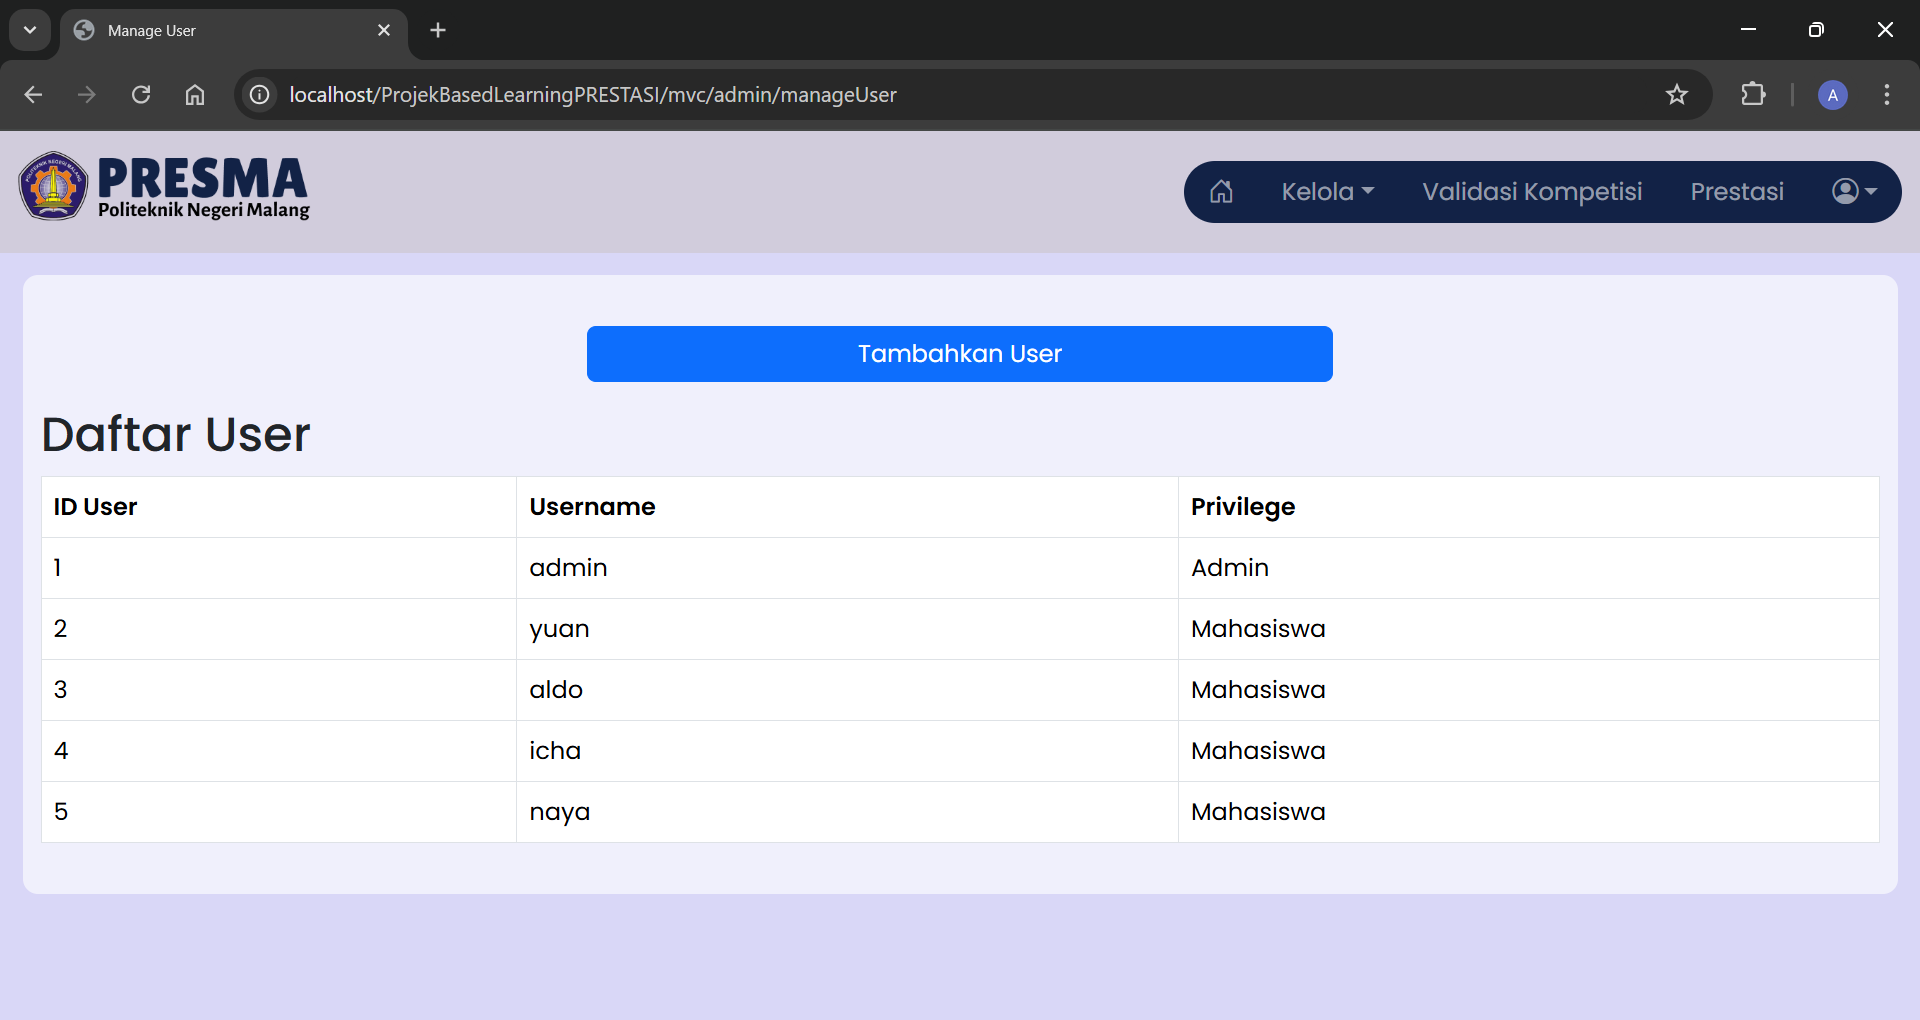 Manage User
localhost/ProjekBasedLearningPRESTASI/mvc/admin/manageUser
A
PRESMA
Politeknik Negeri Malang
Kelola
Validasi Kompetisi
Prestasi
Tambahkan User
Daftar User
ID User Username Privilege
1 admin Admin
2 yuan Mahasiswa
3 aldo Mahasiswa
4 icha Mahasiswa
5 naya Mahasiswa